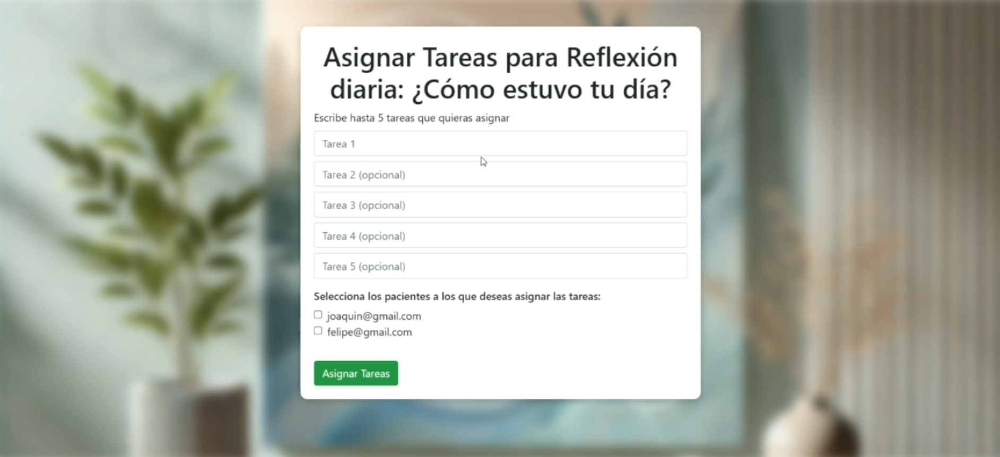 Asignar Tareas para Reflexión
diaria: ¿Cómo estuvo tu día?
Escribe hasta 5 tareas que quieras asignar
Tarea 1
Tarea 2 (opcional)
Tarea 3 (opcional)
Tarea 4 (opcional)
Tarea 5 (opcional)
Selecciona los pacientes a los que deseas asignar las tareas:
joaquin@gmail.com
felipe@gmail.com
Asignar Tareas